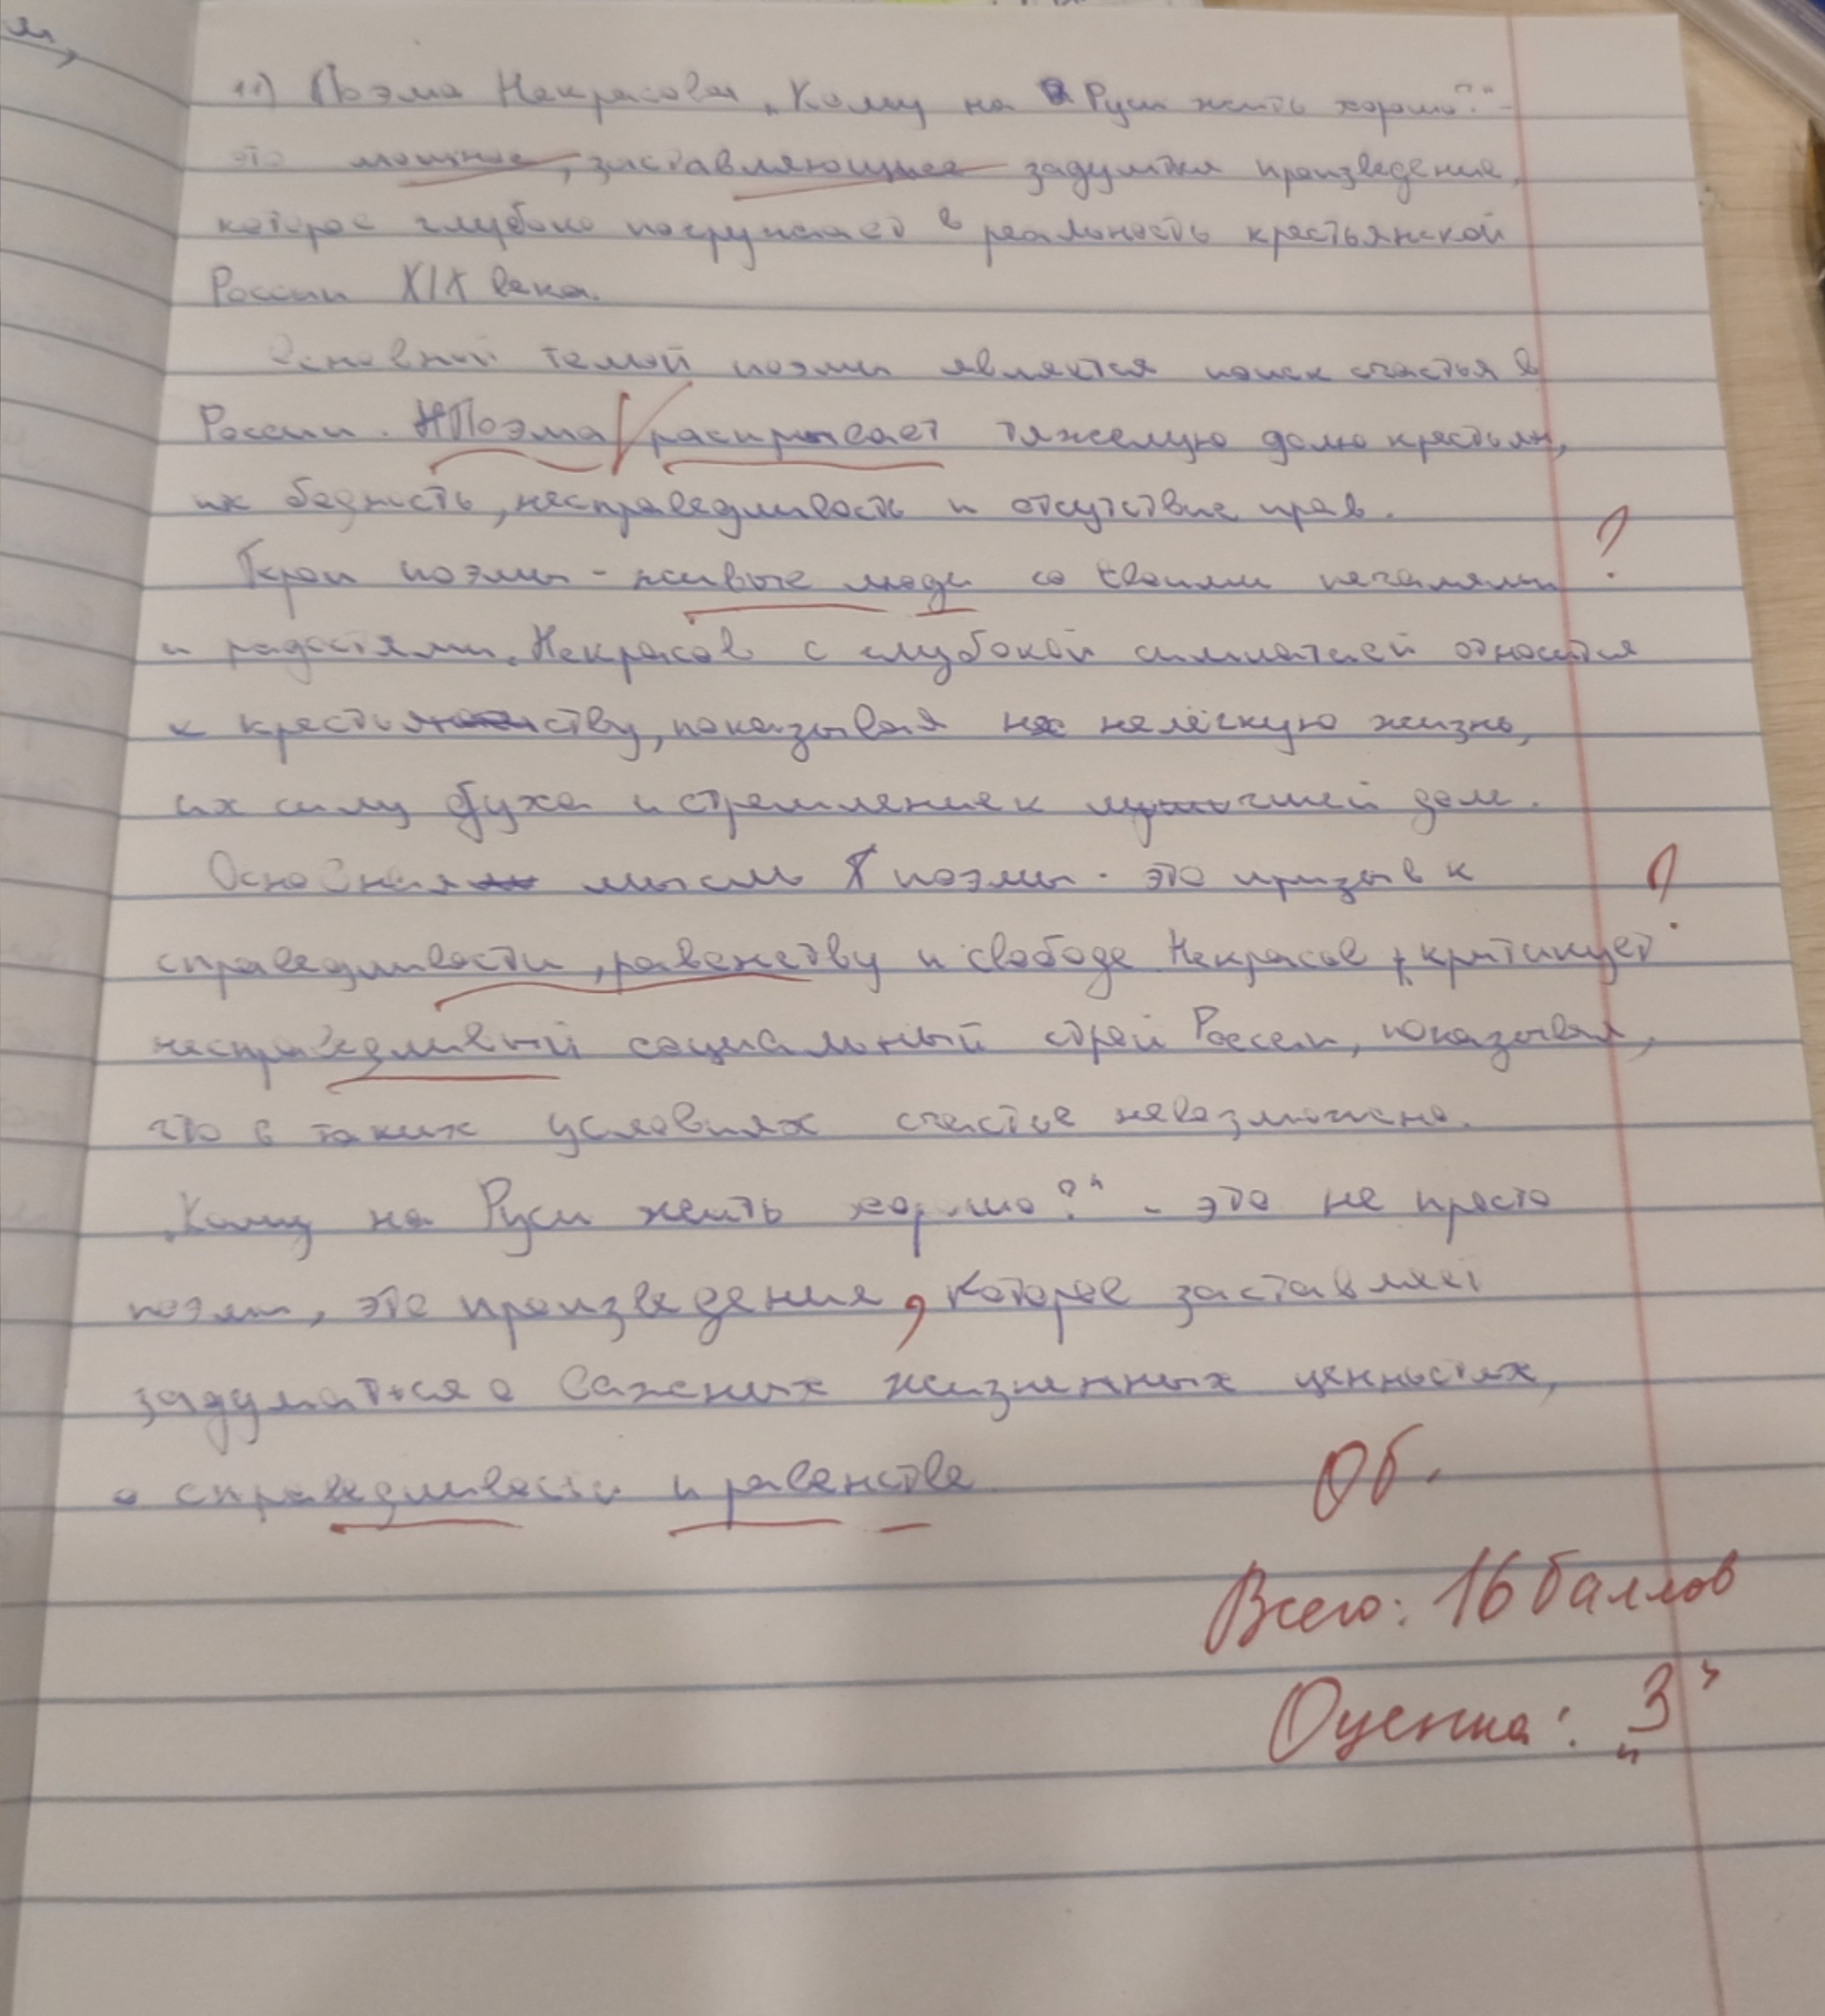 м,
11) Поэма Некрасова „Кому на Руси жить хорошо?"-
это мощное, заставляющее задумтся произведение,
которое глубоко погружает в реальность крестьянской
России XIX века.
Основной темой поэмы является поиск счастья в
России. Поэма раскрывает тяжелую долю крестьян,
их бедность, несправедливость и отсутствие прав.
?
Герои поэмы - живые люди со своими печалями
и радостями. Некрасов с глубокой симпатией относится
к крестьянству, показывая нелёгкую жизнь,
их силу духа и стремление к лучшей доле.
Основная мысль поэмы - это призыв к
?
справедливости, равенству и свободе. Некрасов критикует
несправедливый социальный строй России, показывая,
что в таких условиях счастье невозможно.
„Кому на Руси жить хорошо?" - это не просто
поэма, это произведение, которое заставляет
задуматься о важных жизненных ценностях,
о справедливости и равенстве
0б.
Всего: 16 баллов
Оценка: „3"